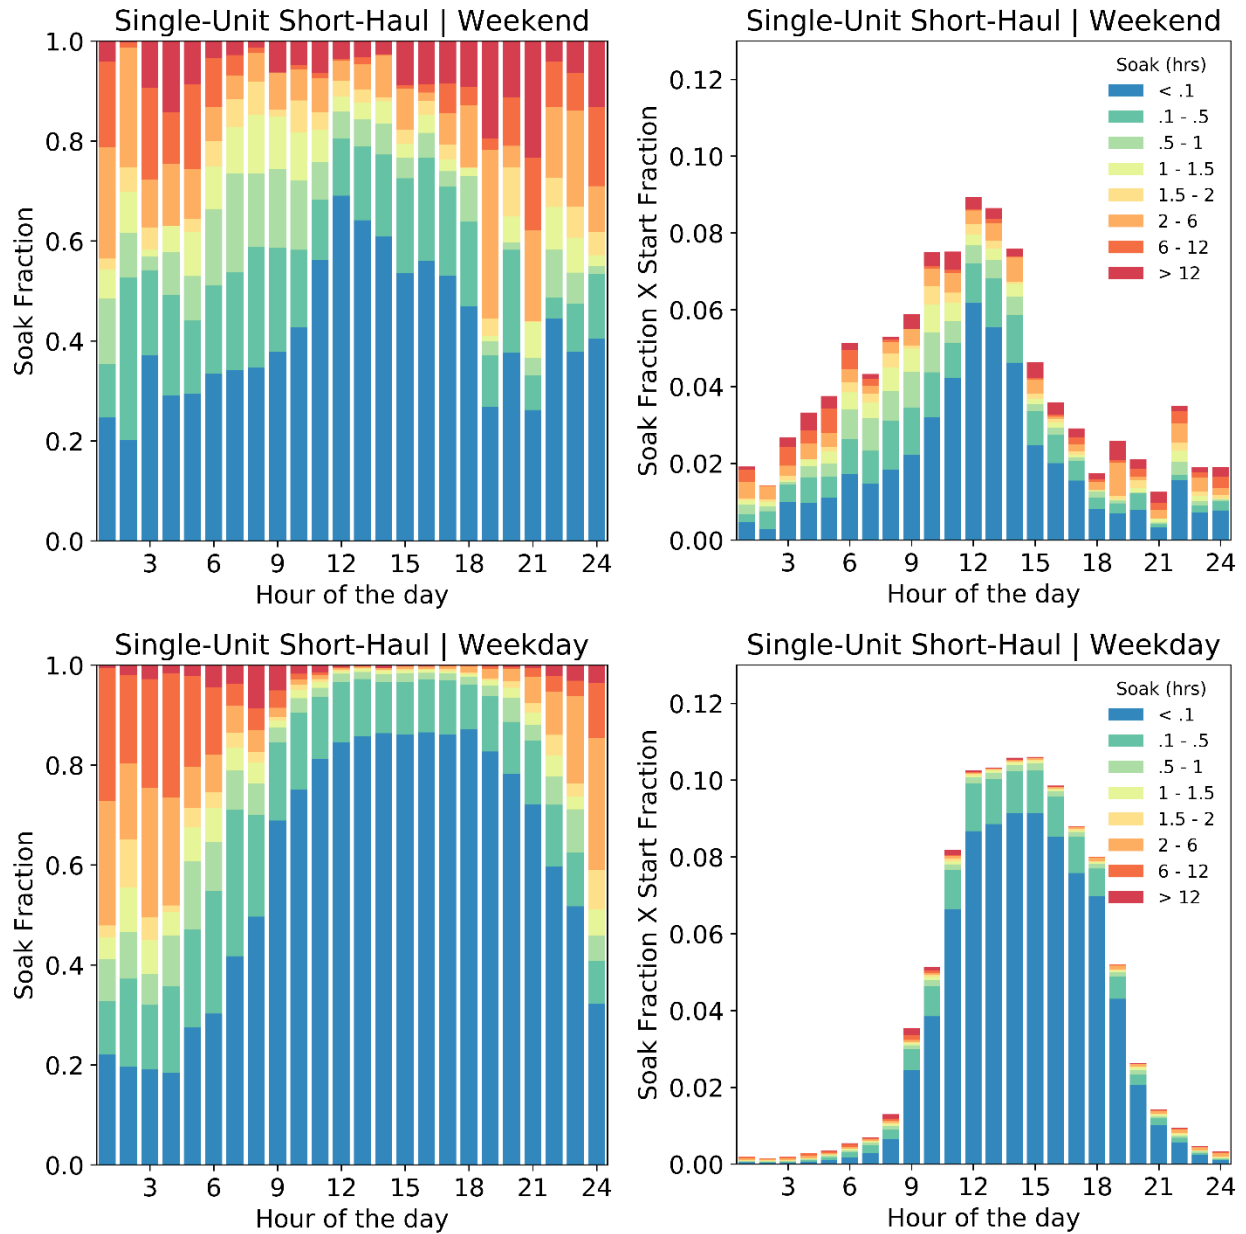 Single-Unit Short-Haul | Weekend
1.0
0.8
0.6
0.4
0.2
0.0
Soak Fraction
3 6 9 12 15 18 21 24
Hour of the day
Single-Unit Short-Haul | Weekend
0.12
0.10
0.08
0.06
0.04
0.02
0.00
Soak Fraction X Start Fraction
Soak (hrs)
< .1
.1 - .5
.5 - 1
1 - 1.5
1.5 - 2
2 - 6
6 - 12
> 12
3 6 9 12 15 18 21 24
Hour of the day
Single-Unit Short-Haul | Weekday
1.0
0.8
0.6
0.4
0.2
0.0
Soak Fraction
3 6 9 12 15 18 21 24
Hour of the day
Single-Unit Short-Haul | Weekday
0.12
0.10
0.08
0.06
0.04
0.02
0.00
Soak Fraction X Start Fraction
Soak (hrs)
< .1
.1 - .5
.5 - 1
1 - 1.5
1.5 - 2
2 - 6
6 - 12
> 12
3 6 9 12 15 18 21 24
Hour of the day